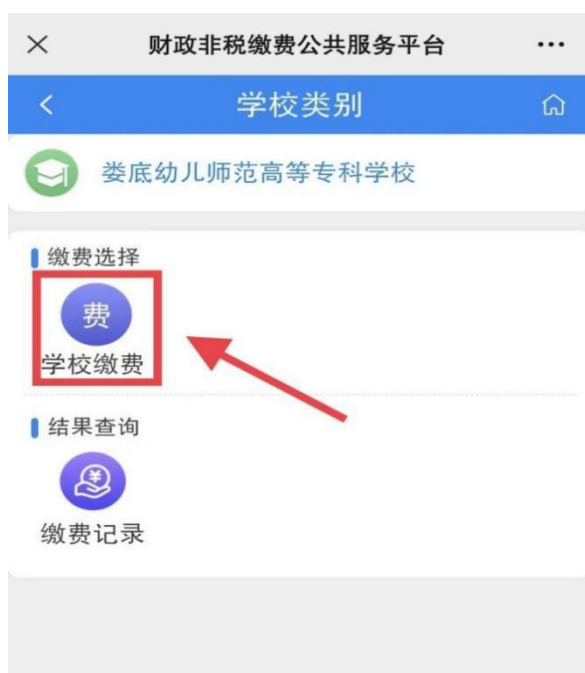 财政非税缴费公共服务平台
学校类别
娄底幼儿师范高等专科学校
缴费选择
费
学校缴费
结果查询
¥
缴费记录